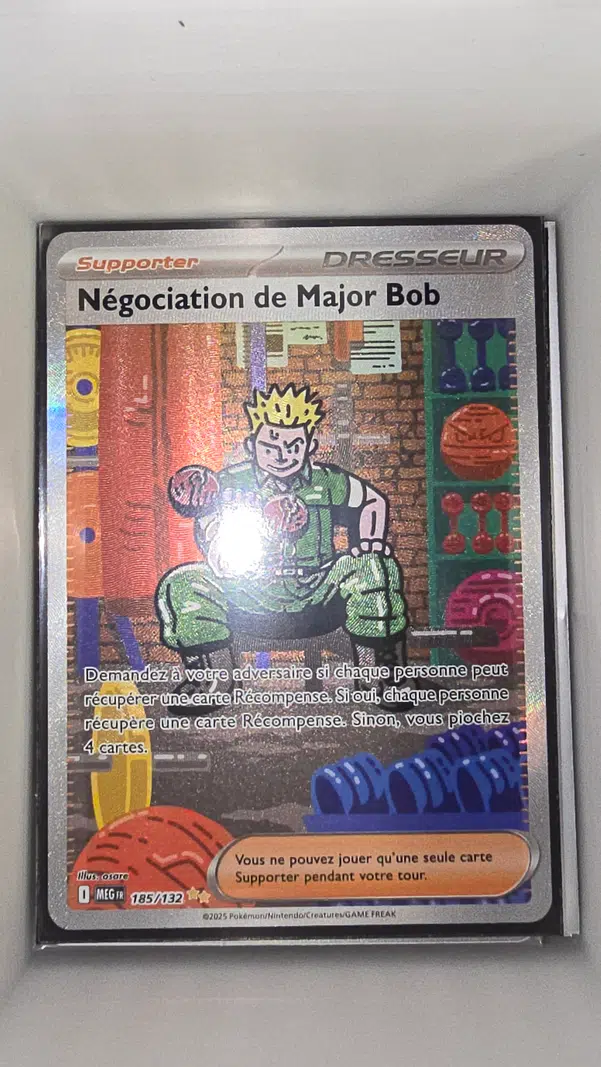 Supporter DRESSEUR
Négociation de Major Bob
Demandez à votre adversaire si chaque personne peut
récupérer une carte Récompense. Si oui, chaque personne
récupère une carte Récompense. Sinon, vous piochez
4 cartes.
Vous ne pouvez jouer qu'une seule carte
Supporter pendant votre tour.
Illus. osare
I MEG FR 185/132
©2025 Pokémon/Nintendo/Creatures/GAME FREAK